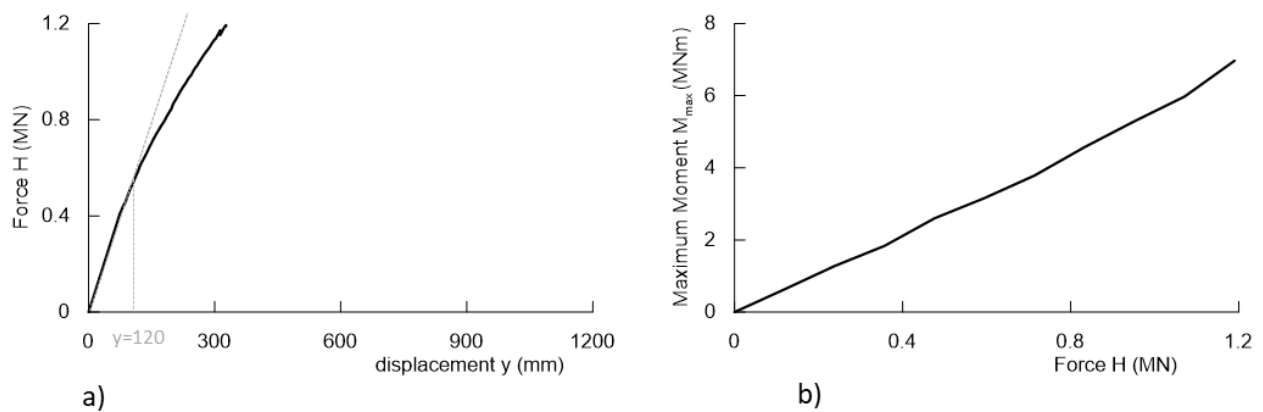 1.2
0.8
0.4
0
Force H (MN)
0
y=120
300
600
900
1200
displacement y (mm)
a)
8
6
4
2
0
Maximum Moment Mmax (MNm)
0
0.4
0.8
1.2
Force H (MN)
b)